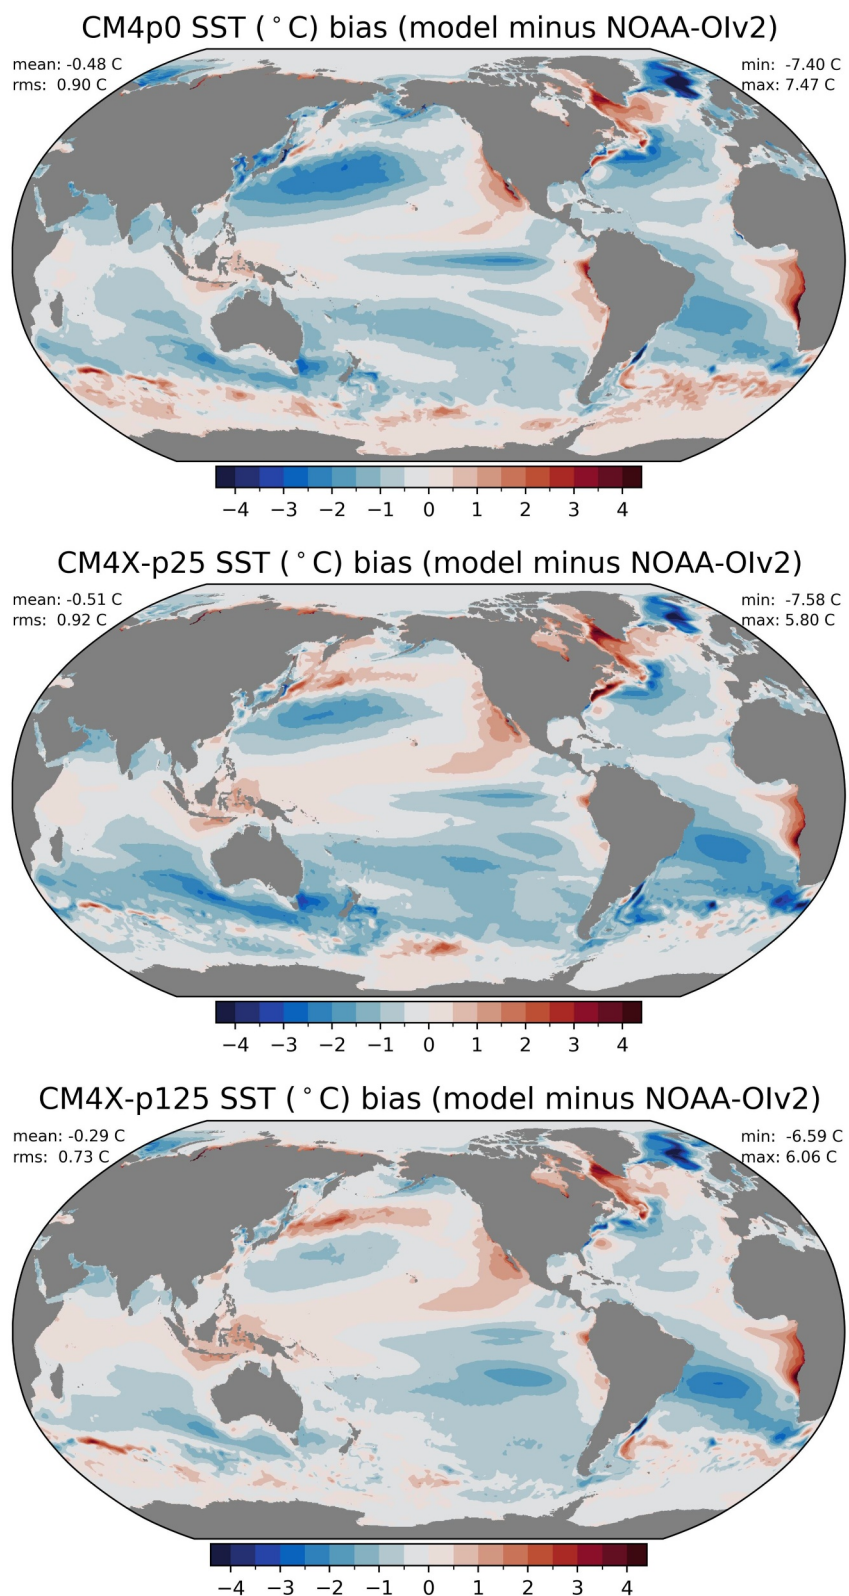 CM4p0 SST (°C) bias (model minus NOAA-OIv2)
mean: -0.48 C
rms: 0.90 C
min: -7.40 C
max: 7.47 C
−4 −3 −2 −1 0 1 2 3 4
CM4X-p25 SST (°C) bias (model minus NOAA-OIv2)
mean: -0.51 C
rms: 0.92 C
min: -7.58 C
max: 5.80 C
−4 −3 −2 −1 0 1 2 3 4
CM4X-p125 SST (°C) bias (model minus NOAA-OIv2)
mean: -0.29 C
rms: 0.73 C
min: -6.59 C
max: 6.06 C
−4 −3 −2 −1 0 1 2 3 4